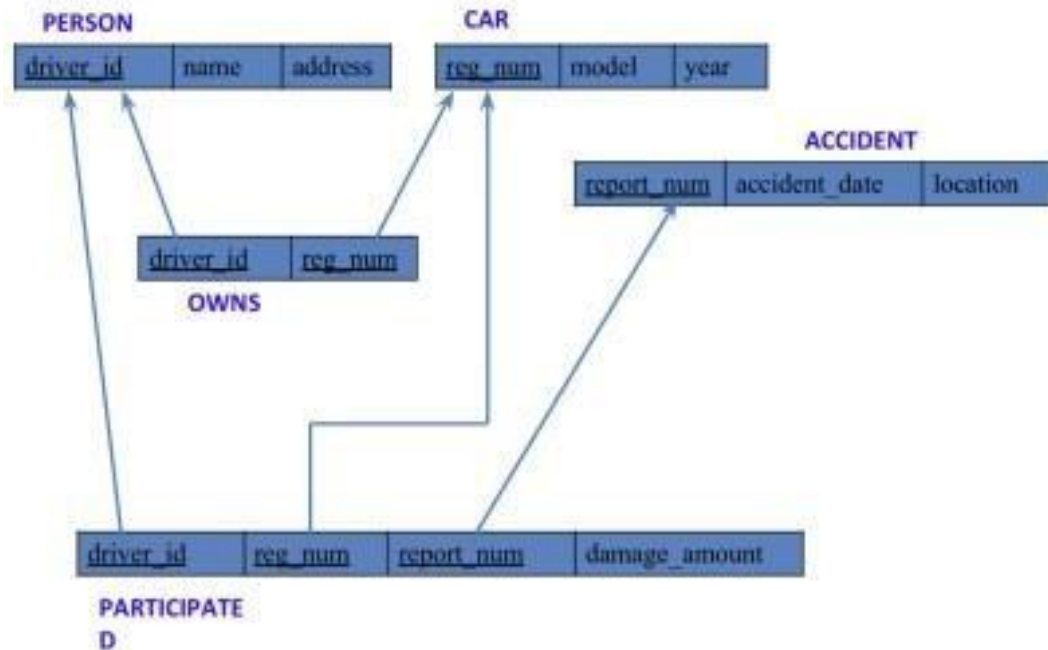 PERSON
driver_id name address
CAR
reg_num model year
ACCIDENT
report_num accident_date location
driver_id reg_num
OWNS
driver_id reg_num report_num damage_amount
PARTICIPATE
D